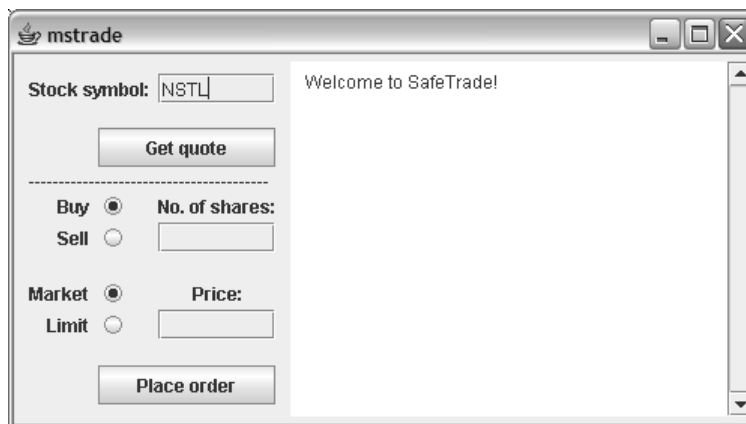 mstrade
Stock symbol: NSTL
Welcome to SafeTrade!
Get quote
-----------------------------------
Buy No. of shares:
Sell
Market Price:
Limit
Place order